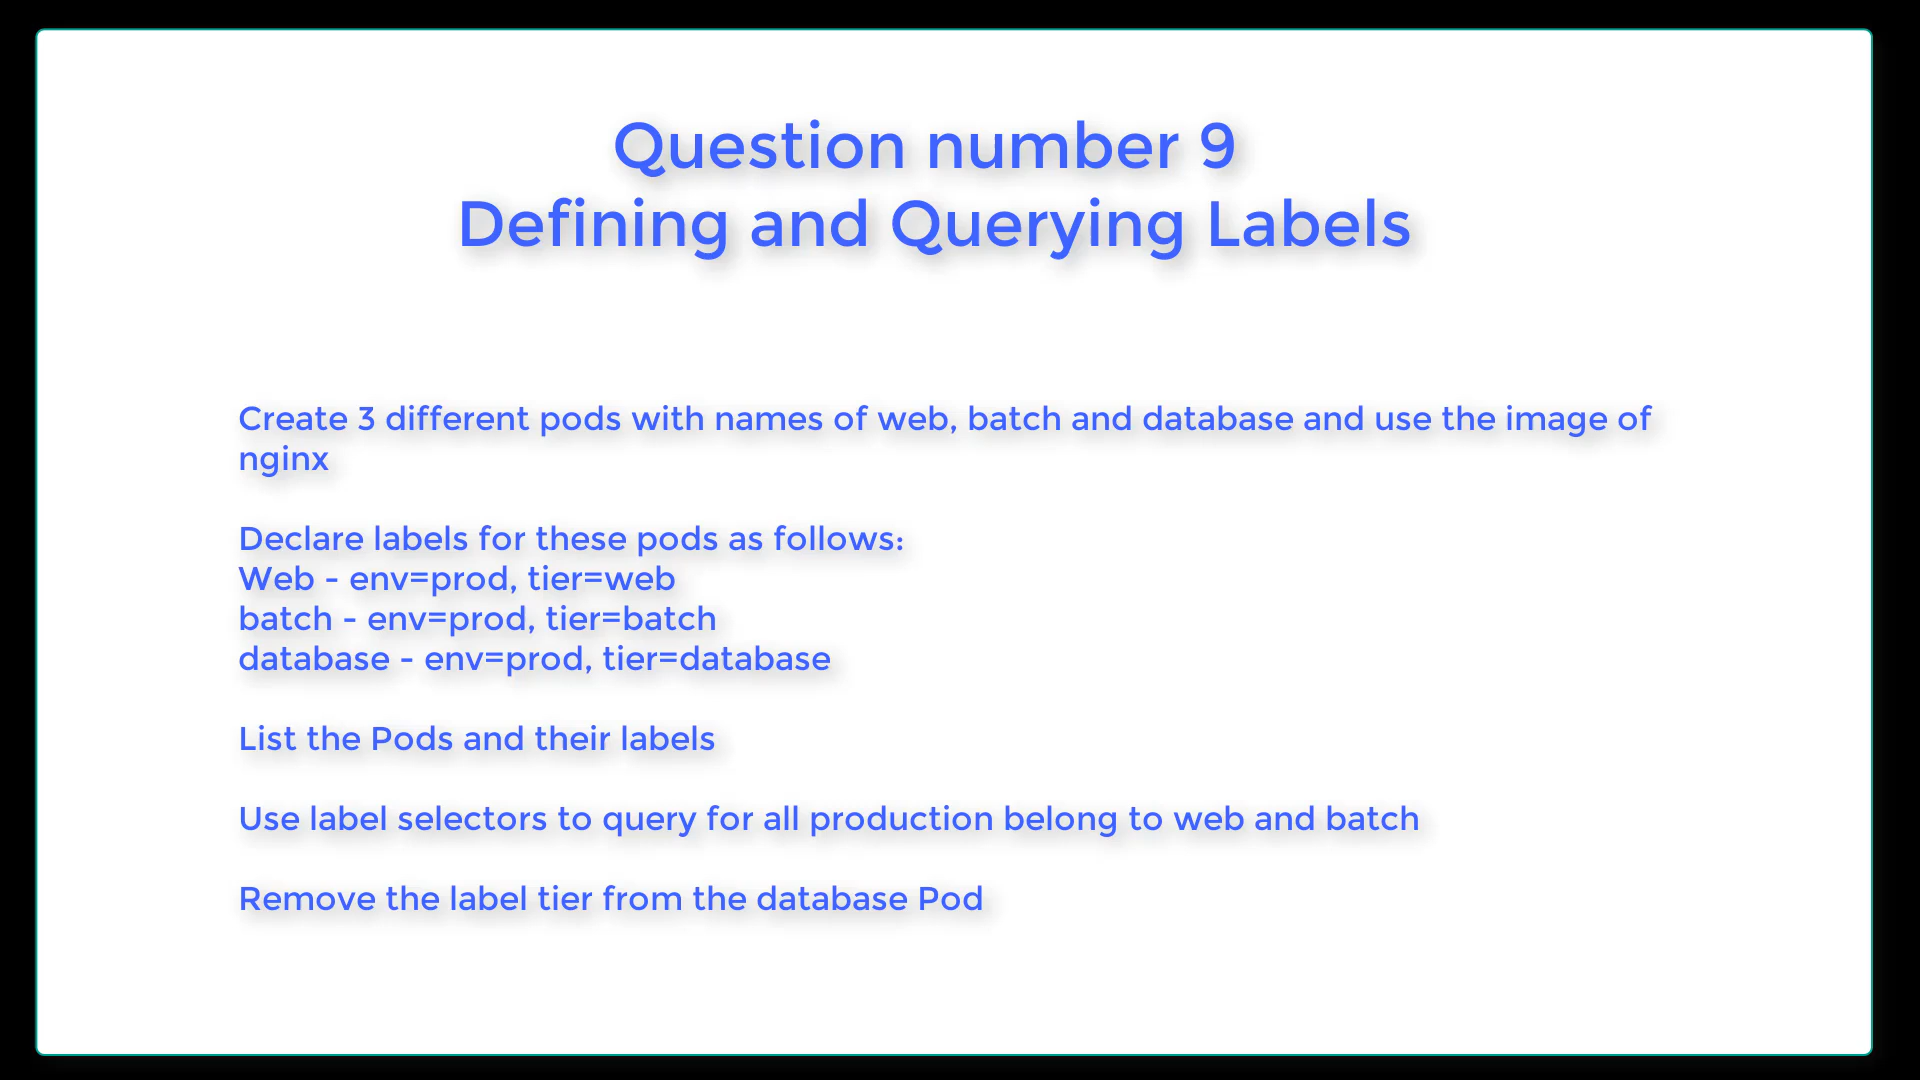 Question number 9
Defining and Querying Labels
Create 3 different pods with names of web, batch and database and use the image of
nginx
Declare labels for these pods as follows:
Web - env=prod, tier=web
batch - env=prod, tier=batch
database - env=prod, tier=database
List the Pods and their labels
Use label selectors to query for all production belong to web and batch
Remove the label tier from the database Pod